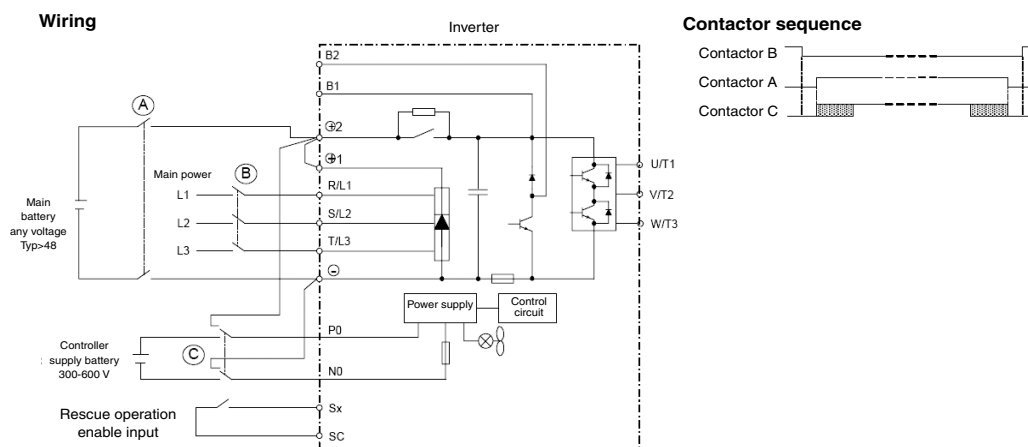 Wiring
Inverter
Contactor sequence
Contactor B
Contactor A
Contactor C
B2
B1
A
⊕2
⊕1
Main power
B
R/L1
L1
S/L2
L2
T/L3
L3
⊖
U/T1
V/T2
W/T3
Main
battery
any voltage
Typ>48
Power supply
Control
circuit
P0
C
Controller
supply battery
300-600 V
N0
Rescue operation
enable input
Sx
SC